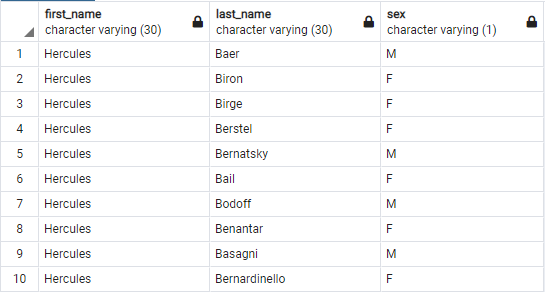 first_name last_name sex
character varying (30) character varying (30) character varying (1)
1 Hercules Baer M
2 Hercules Biron F
3 Hercules Birge F
4 Hercules Berstel F
5 Hercules Bernatsky M
6 Hercules Bail F
7 Hercules Bodoff M
8 Hercules Benantar F
9 Hercules Basagni M
10 Hercules Bernardinello F